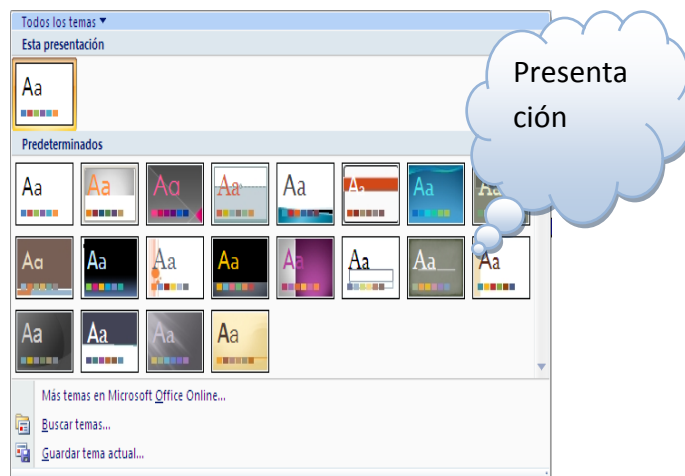 Todos los temas
Esta presentación
Aa
Predeterminados
Aa Aa Aa Aa Aa Aa Aa Aa
Aa Aa Aa Aa Aa Aa Aa Aa
Aa Aa Aa Aa
Más temas en Microsoft Office Online...
Buscar temas...
Guardar tema actual...
Presenta
ción